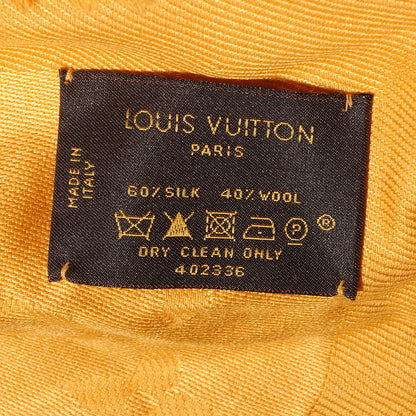 LOUIS VUITTON
PARIS
MADE IN
ITALY
60% SILK 40% WOOL
P ®
DRY CLEAN ONLY
402336